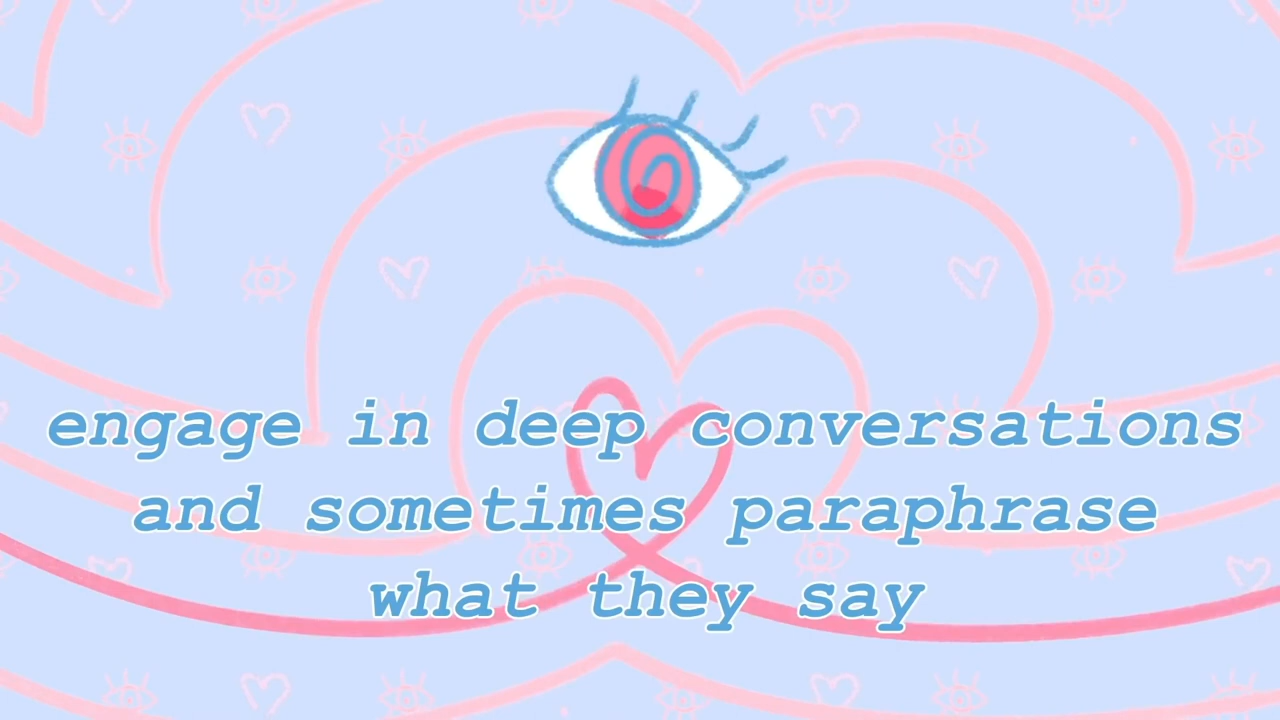 engage in deep conversations
and sometimes paraphrase
what they say